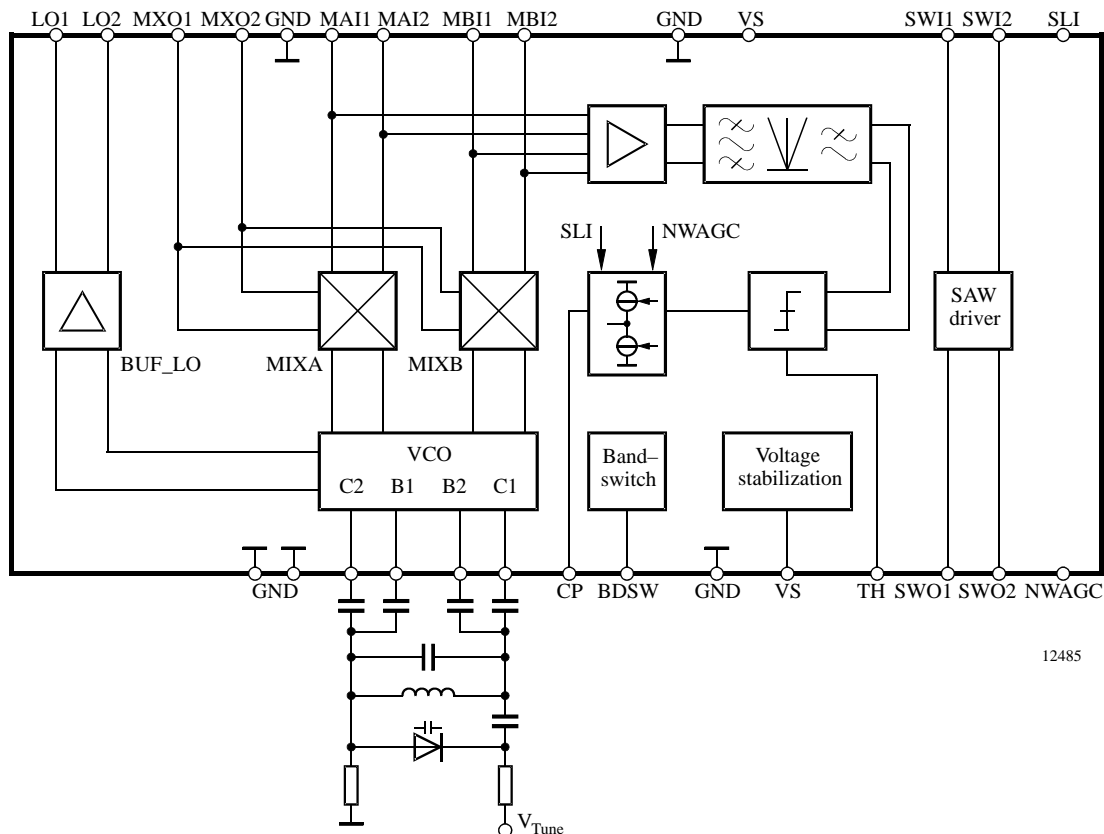 LO1 LO2 MXO1 MXO2 GND MAI1 MAI2 MBI1 MBI2 GND VS SWI1 SWI2 SLI
SLI NWAGC
SAW
driver
BUF_LO MIXA MIXB
VCO
C2 B1 B2 C1
Band–
switch
Voltage
stabilization
GND CP BDSW GND VS TH SWO1 SWO2 NWAGC
12485
VTune